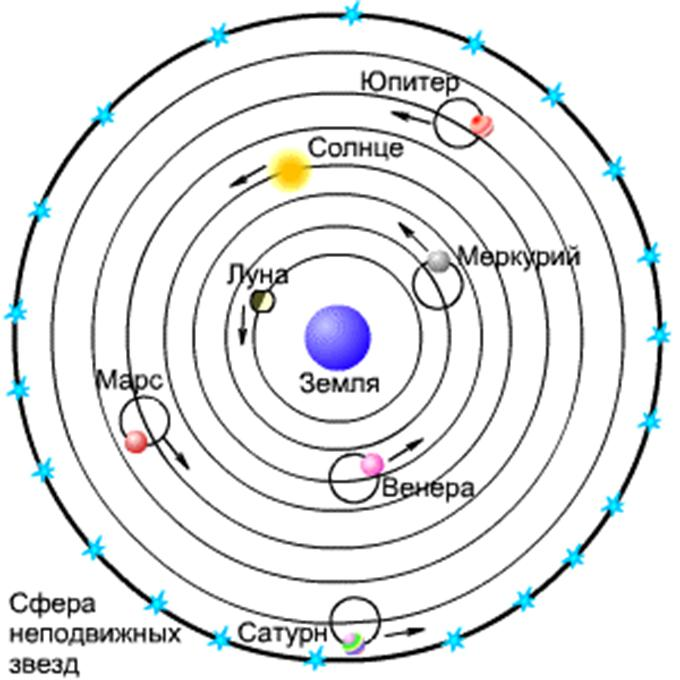 Юпитер
Солнце
Меркурий
Луна
Земля
Марс
Венера
Сфера
неподвижных
звезд
Сатурн